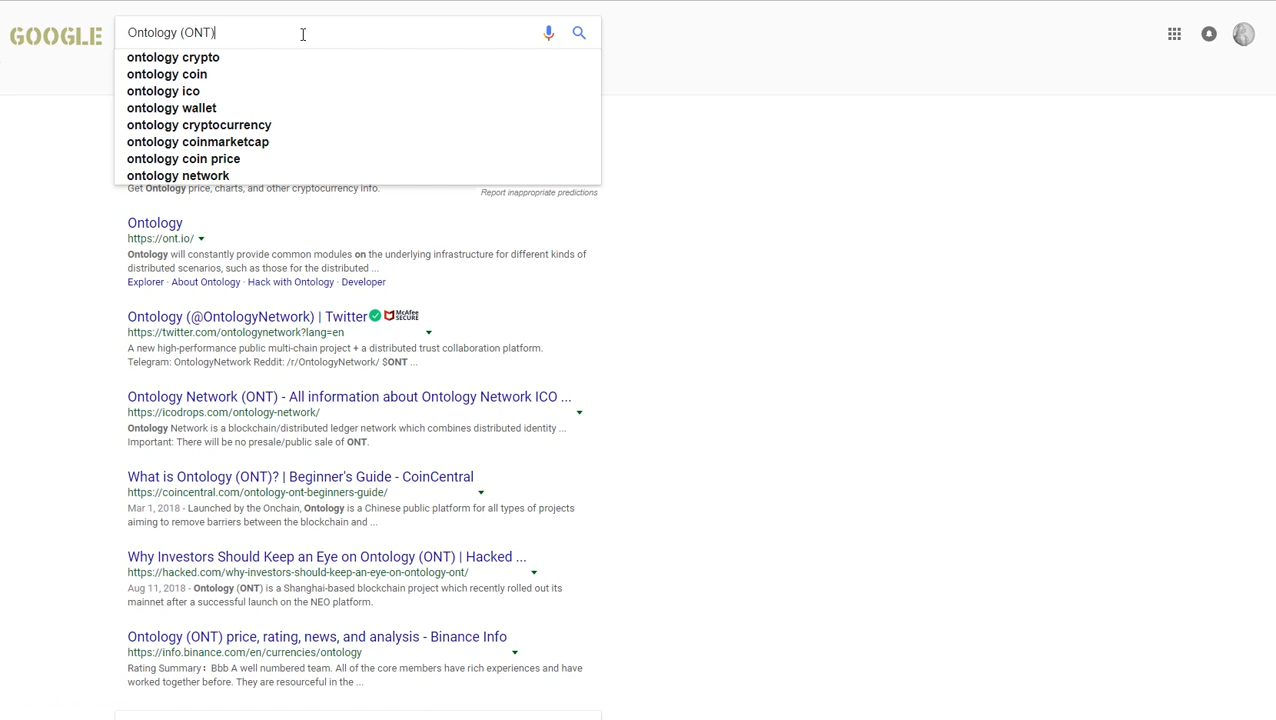 GOOGLE
Ontology (ONT)
ontology crypto
ontology coin
ontology ico
ontology wallet
ontology cryptocurrency
ontology coinmarketcap
ontology coin price
ontology network
Get Ontology price, charts, and other cryptocurrency info.
Report inappropriate predictions
Ontology
https://ont.io/
Ontology will constantly provide common modules on the underlying infrastructure for different kinds of
distributed scenarios, such as those for the distributed ...
Explorer · About Ontology · Hack with Ontology · Developer
Ontology (@OntologyNetwork) | Twitter McAfee SECURE
https://twitter.com/ontologynetwork?lang=en
A new high-performance public multi-chain project + a distributed trust collaboration platform.
Telegram: OntologyNetwork Reddit: /r/OntologyNetwork/ $ONT ...
Ontology Network (ONT) - All information about Ontology Network ICO ...
https://icodrops.com/ontology-network/
Ontology Network is a blockchain/distributed ledger network which combines distributed identity ...
Important: There will be no presale/public sale of ONT.
What is Ontology (ONT)? | Beginner's Guide - CoinCentral
https://coincentral.com/ontology-ont-beginners-guide/
Mar 1, 2018 - Launched by the Onchain, Ontology is a Chinese public platform for all types of projects
aiming to remove barriers between the blockchain and ...
Why Investors Should Keep an Eye on Ontology (ONT) | Hacked ...
https://hacked.com/why-investors-should-keep-an-eye-on-ontology-ont/
Aug 11, 2018 - Ontology (ONT) is a Shanghai-based blockchain project which recently rolled out its
mainnet after a successful launch on the NEO platform.
Ontology (ONT) price, rating, news, and analysis - Binance Info
https://info.binance.com/en/currencies/ontology
Rating Summary： Bbb A well numbered team. All of the core members have rich experiences and have
worked together before. They are resourceful in the ...